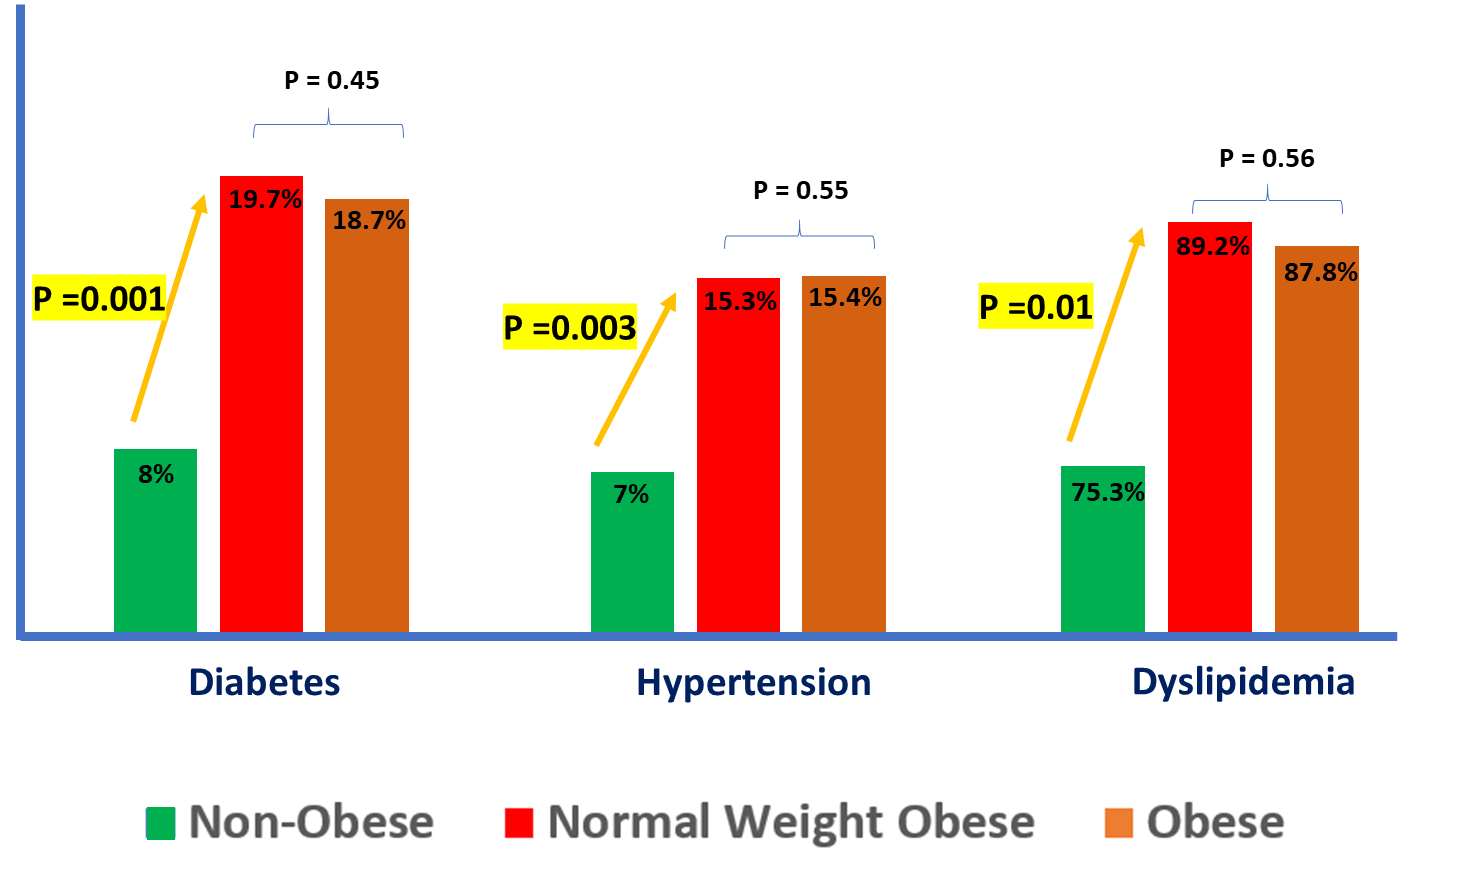 P = 0.45
19.7%
18.7%
P =0.001
8%
P = 0.55
15.3%
15.4%
P =0.003
7%
P = 0.56
89.2%
87.8%
P =0.01
75.3%
Diabetes
Hypertension
Dyslipidemia
Non-Obese
Normal Weight Obese
Obese